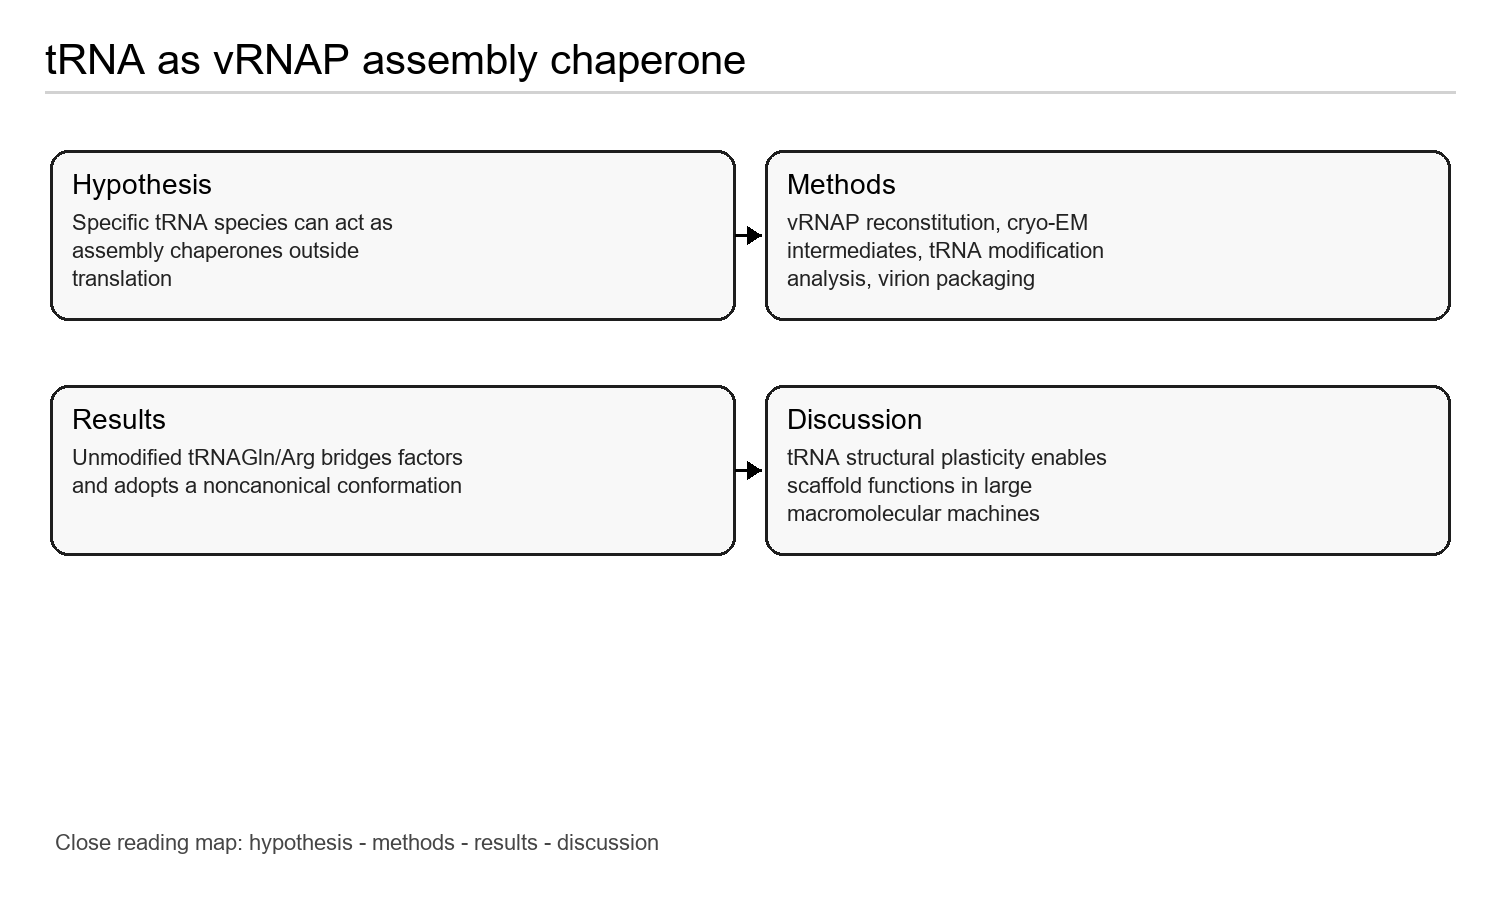 tRNA as vRNAP assembly chaperone
Hypothesis
Specific tRNA species can act as
assembly chaperones outside
translation
Methods
vRNAP reconstitution, cryo-EM
intermediates, tRNA modification
analysis, virion packaging
Results
Unmodified tRNAGln/Arg bridges factors
and adopts a noncanonical conformation
Discussion
tRNA structural plasticity enables
scaffold functions in large
macromolecular machines
Close reading map: hypothesis - methods - results - discussion